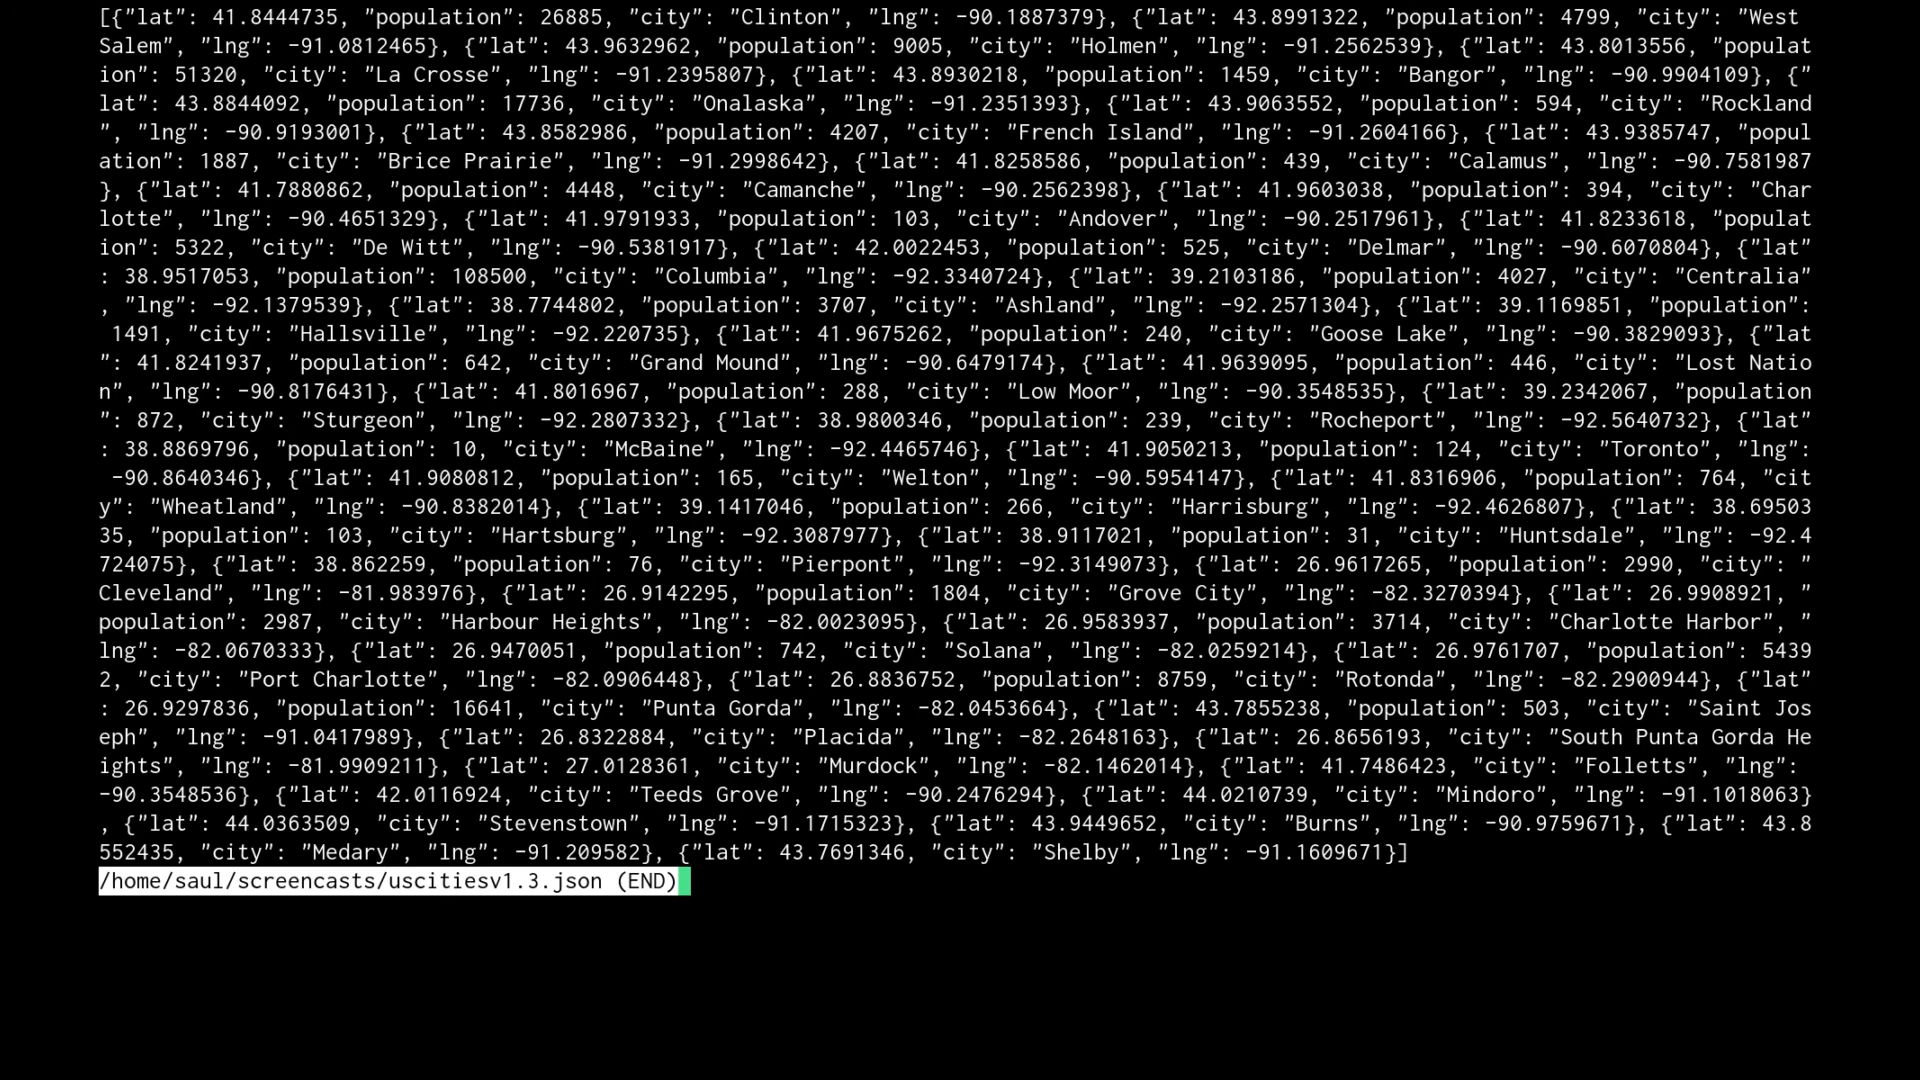 [{"lat": 41.8444735, "population": 26885, "city": "Clinton", "lng": -90.1887379}, {"lat": 43.8991322, "population": 4799, "city": "West
Salem", "lng": -91.0812465}, {"lat": 43.9632962, "population": 9005, "city": "Holmen", "lng": -91.2562539}, {"lat": 43.8013556, "populat
ion": 51320, "city": "La Crosse", "lng": -91.2395807}, {"lat": 43.8930218, "population": 1459, "city": "Bangor", "lng": -90.9904109}, {"
lat": 43.8844092, "population": 17736, "city": "Onalaska", "lng": -91.2351393}, {"lat": 43.9063552, "population": 594, "city": "Rockland
", "lng": -90.9193001}, {"lat": 43.8582986, "population": 4207, "city": "French Island", "lng": -91.2604166}, {"lat": 43.9385747, "popul
ation": 1887, "city": "Brice Prairie", "lng": -91.2998642}, {"lat": 41.8258586, "population": 439, "city": "Calamus", "lng": -90.7581987
}, {"lat": 41.7880862, "population": 4448, "city": "Camanche", "lng": -90.2562398}, {"lat": 41.9603038, "population": 394, "city": "Char
lotte", "lng": -90.4651329}, {"lat": 41.9791933, "population": 103, "city": "Andover", "lng": -90.2517961}, {"lat": 41.8233618, "populat
ion": 5322, "city": "De Witt", "lng": -90.5381917}, {"lat": 42.0022453, "population": 525, "city": "Delmar", "lng": -90.6070804}, {"lat"
: 38.9517053, "population": 108500, "city": "Columbia", "lng": -92.3340724}, {"lat": 39.2103186, "population": 4027, "city": "Centralia"
, "lng": -92.1379539}, {"lat": 38.7744802, "population": 3707, "city": "Ashland", "lng": -92.2571304}, {"lat": 39.1169851, "population":
 1491, "city": "Hallsville", "lng": -92.220735}, {"lat": 41.9675262, "population": 240, "city": "Goose Lake", "lng": -90.3829093}, {"lat
": 41.8241937, "population": 642, "city": "Grand Mound", "lng": -90.6479174}, {"lat": 41.9639095, "population": 446, "city": "Lost Natio
n", "lng": -90.8176431}, {"lat": 41.8016967, "population": 288, "city": "Low Moor", "lng": -90.3548535}, {"lat": 39.2342067, "population
": 872, "city": "Sturgeon", "lng": -92.2807332}, {"lat": 38.9800346, "population": 239, "city": "Rocheport", "lng": -92.5640732}, {"lat"
: 38.8869796, "population": 10, "city": "McBaine", "lng": -92.4465746}, {"lat": 41.9050213, "population": 124, "city": "Toronto", "lng":
 -90.8640346}, {"lat": 41.9080812, "population": 165, "city": "Welton", "lng": -90.5954147}, {"lat": 41.8316906, "population": 764, "cit
y": "Wheatland", "lng": -90.8382014}, {"lat": 39.1417046, "population": 266, "city": "Harrisburg", "lng": -92.4626807}, {"lat": 38.69503
35, "population": 103, "city": "Hartsburg", "lng": -92.3087977}, {"lat": 38.9117021, "population": 31, "city": "Huntsdale", "lng": -92.4
724075}, {"lat": 38.862259, "population": 76, "city": "Pierpont", "lng": -92.3149073}, {"lat": 26.9617265, "population": 2990, "city": "
Cleveland", "lng": -81.983976}, {"lat": 26.9142295, "population": 1804, "city": "Grove City", "lng": -82.3270394}, {"lat": 26.9908921, "
population": 2987, "city": "Harbour Heights", "lng": -82.0023095}, {"lat": 26.9583937, "population": 3714, "city": "Charlotte Harbor", "
lng": -82.0670333}, {"lat": 26.9470051, "population": 742, "city": "Solana", "lng": -82.0259214}, {"lat": 26.9761707, "population": 5439
2, "city": "Port Charlotte", "lng": -82.0906448}, {"lat": 26.8836752, "population": 8759, "city": "Rotonda", "lng": -82.2900944}, {"lat"
: 26.9297836, "population": 16641, "city": "Punta Gorda", "lng": -82.0453664}, {"lat": 43.7855238, "population": 503, "city": "Saint Jos
eph", "lng": -91.0417989}, {"lat": 26.8322884, "city": "Placida", "lng": -82.2648163}, {"lat": 26.8656193, "city": "South Punta Gorda He
ights", "lng": -81.9909211}, {"lat": 27.0128361, "city": "Murdock", "lng": -82.1462014}, {"lat": 41.7486423, "city": "Folletts", "lng":
-90.3548536}, {"lat": 42.0116924, "city": "Teeds Grove", "lng": -90.2476294}, {"lat": 44.0210739, "city": "Mindoro", "lng": -91.1018063}
, {"lat": 44.0363509, "city": "Stevenstown", "lng": -91.1715323}, {"lat": 43.9449652, "city": "Burns", "lng": -90.9759671}, {"lat": 43.8
552435, "city": "Medary", "lng": -91.209582}, {"lat": 43.7691346, "city": "Shelby", "lng": -91.1609671}]
/home/saul/screencasts/uscitiesv1.3.json (END)